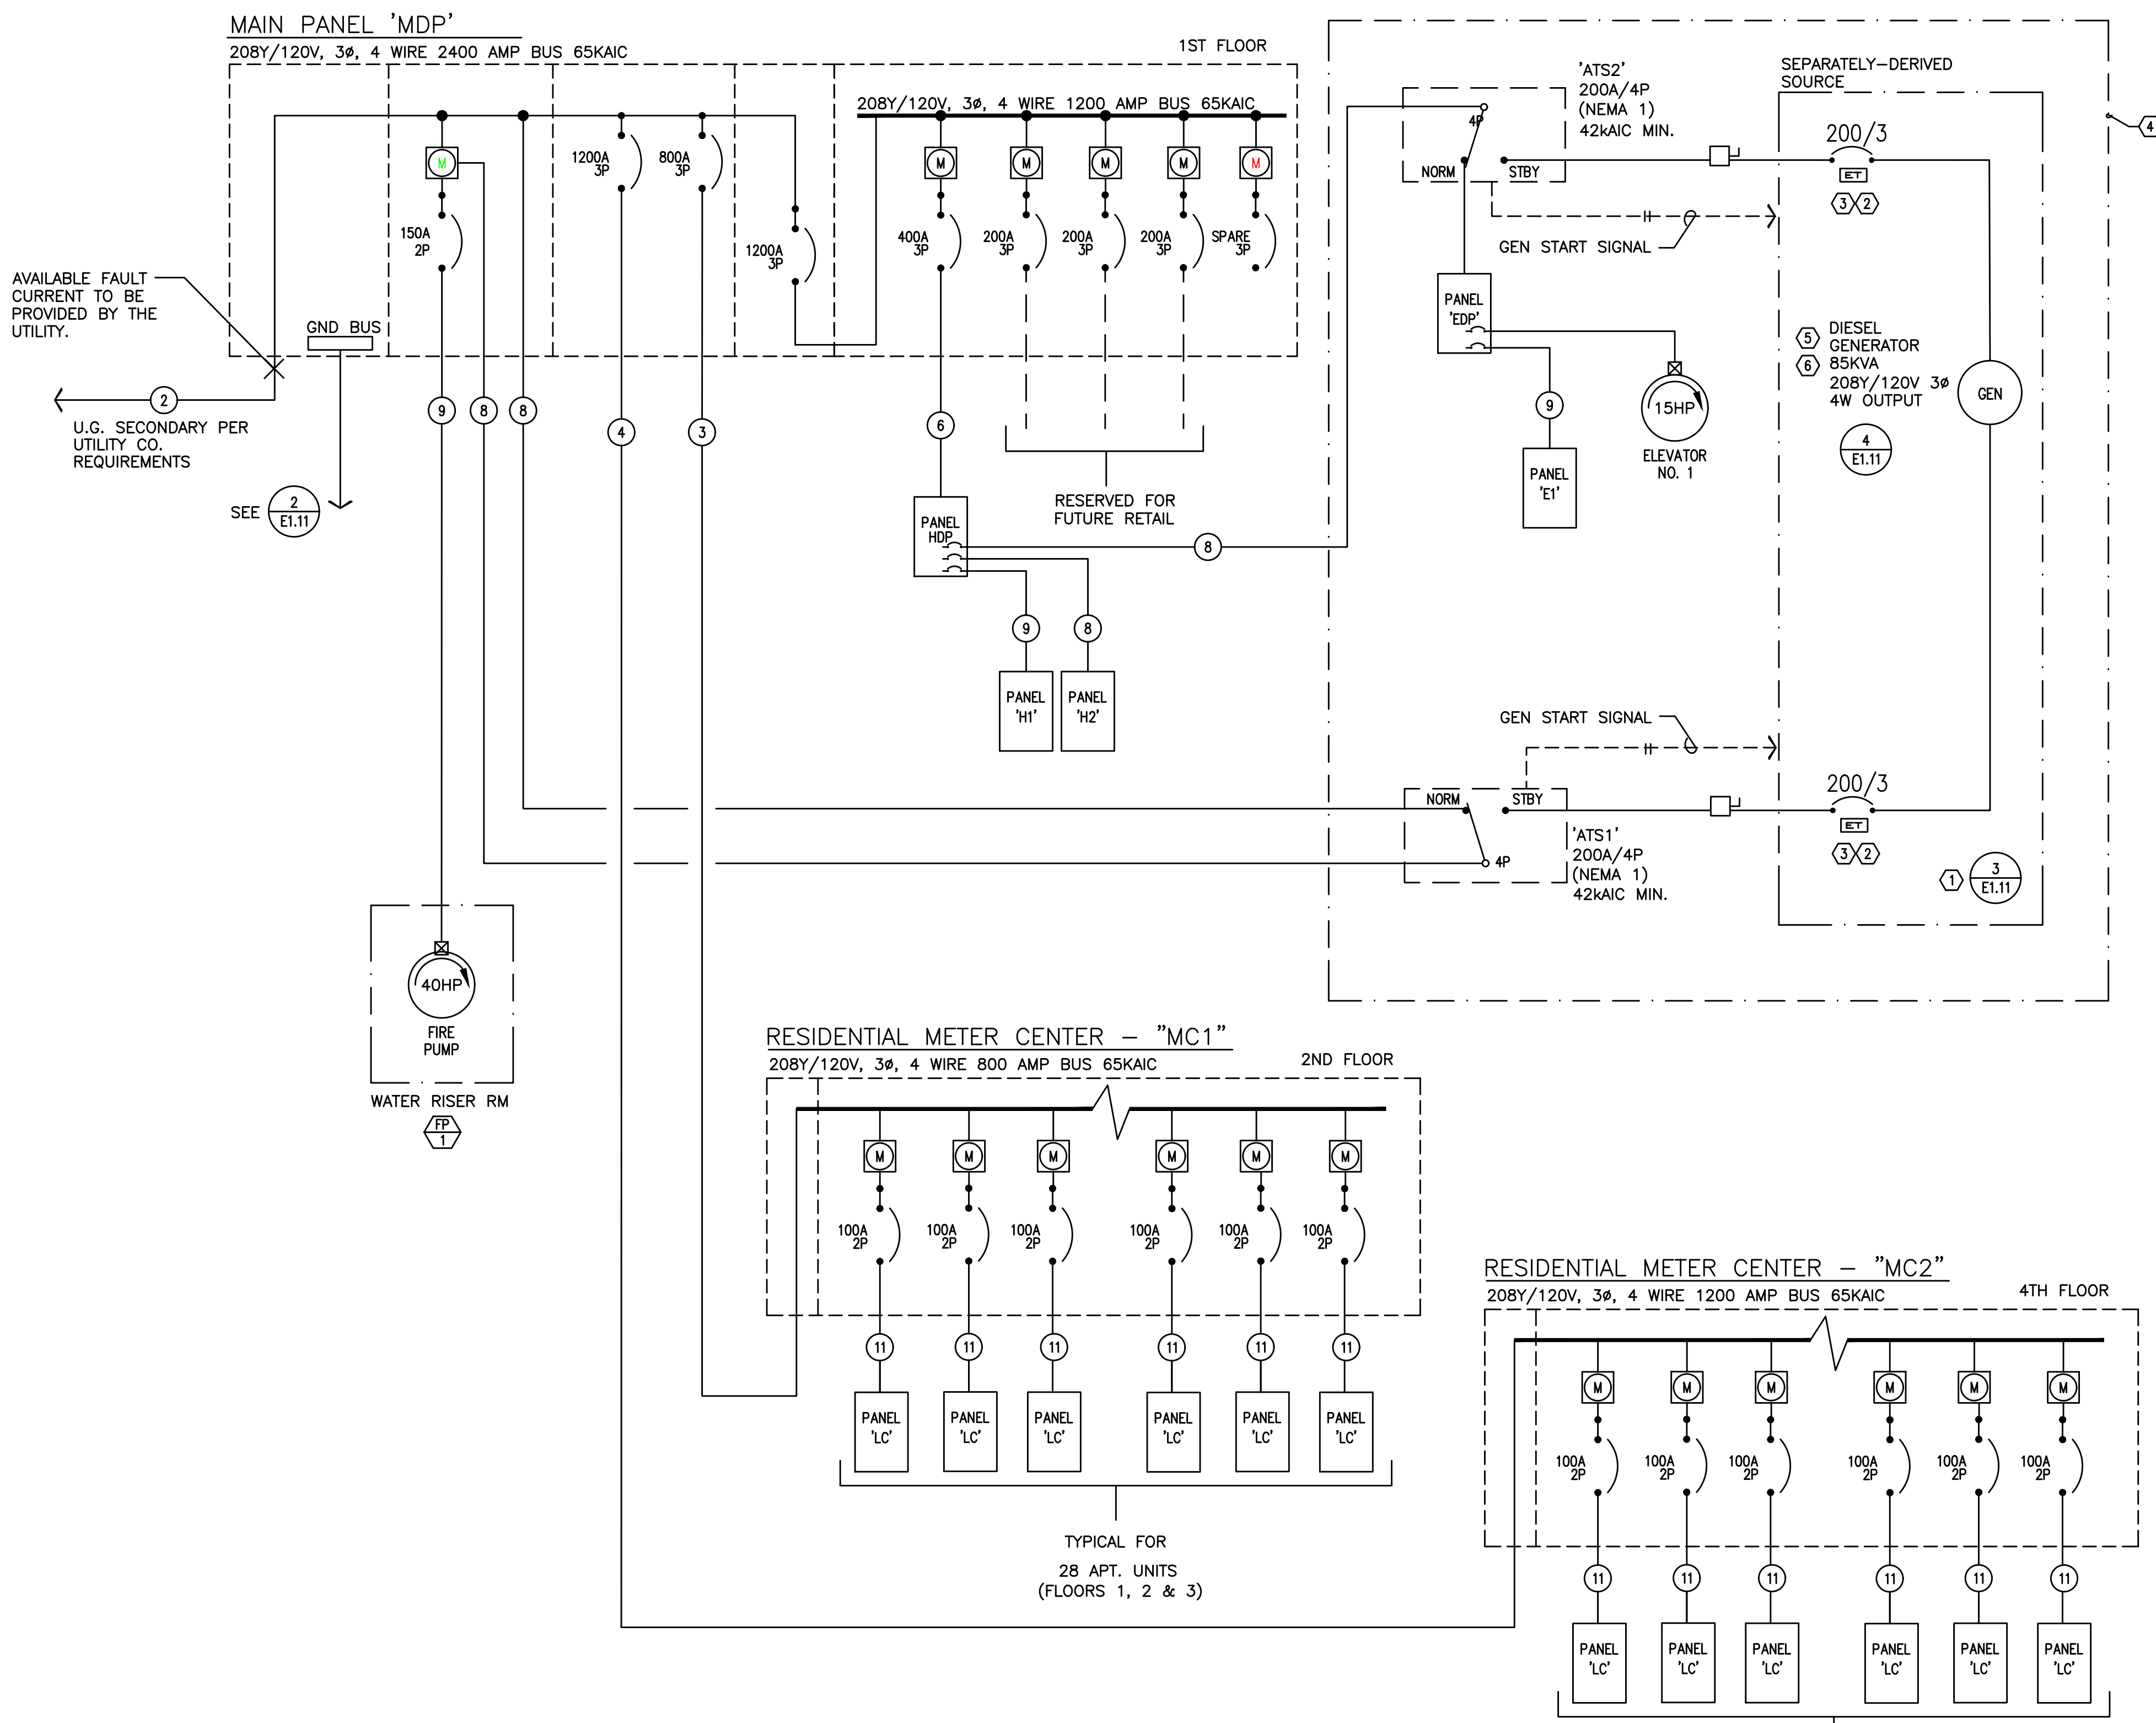 MAIN PANEL 'MDP'
208Y/120V, 3ø, 4 WIRE 2400 AMP BUS 65KAIC
1ST FLOOR
208Y/120V, 3ø, 4 WIRE 1200 AMP BUS 65KAIC
M
M
M
M
M
M
150A
2P
1200A
3P
800A
3P
1200A
3P
400A
3P
200A
3P
200A
3P
200A
3P
SPARE
3P
AVAILABLE FAULT
CURRENT TO BE
PROVIDED BY THE
UTILITY.
GND BUS
2
U.G. SECONDARY PER
UTILITY CO.
REQUIREMENTS
SEE
2
E1.11
9
8
8
4
3
6
RESERVED FOR
FUTURE RETAIL
PANEL
HDP
8
9
8
PANEL
'H1'
PANEL
'H2'
'ATS2'
200A/4P
(NEMA 1)
42kAIC MIN.
4P
NORM
STBY
GEN START SIGNAL
SEPARATELY-DERIVED
SOURCE
200/3
ET
3
2
4
PANEL
'EDP'
9
PANEL
'E1'
15HP
ELEVATOR
NO. 1
5
6
DIESEL
GENERATOR
85KVA
208Y/120V 3ø
4W OUTPUT
GEN
4
E1.11
GEN START SIGNAL
NORM
STBY
4P
'ATS1'
200A/4P
(NEMA 1)
42kAIC MIN.
200/3
ET
3
2
1
3
E1.11
40HP
FIRE
PUMP
WATER RISER RM
FP
1
RESIDENTIAL METER CENTER - "MC1"
208Y/120V, 3ø, 4 WIRE 800 AMP BUS 65KAIC
2ND FLOOR
M
M
M
M
M
M
100A
2P
100A
2P
100A
2P
100A
2P
100A
2P
100A
2P
11
11
11
11
11
11
PANEL
'LC'
PANEL
'LC'
PANEL
'LC'
PANEL
'LC'
PANEL
'LC'
PANEL
'LC'
TYPICAL FOR
28 APT. UNITS
(FLOORS 1, 2 & 3)
RESIDENTIAL METER CENTER - "MC2"
208Y/120V, 3ø, 4 WIRE 1200 AMP BUS 65KAIC
4TH FLOOR
M
M
M
M
M
M
100A
2P
100A
2P
100A
2P
100A
2P
100A
2P
100A
2P
11
11
11
11
11
11
PANEL
'LC'
PANEL
'LC'
PANEL
'LC'
PANEL
'LC'
PANEL
'LC'
PANEL
'LC'